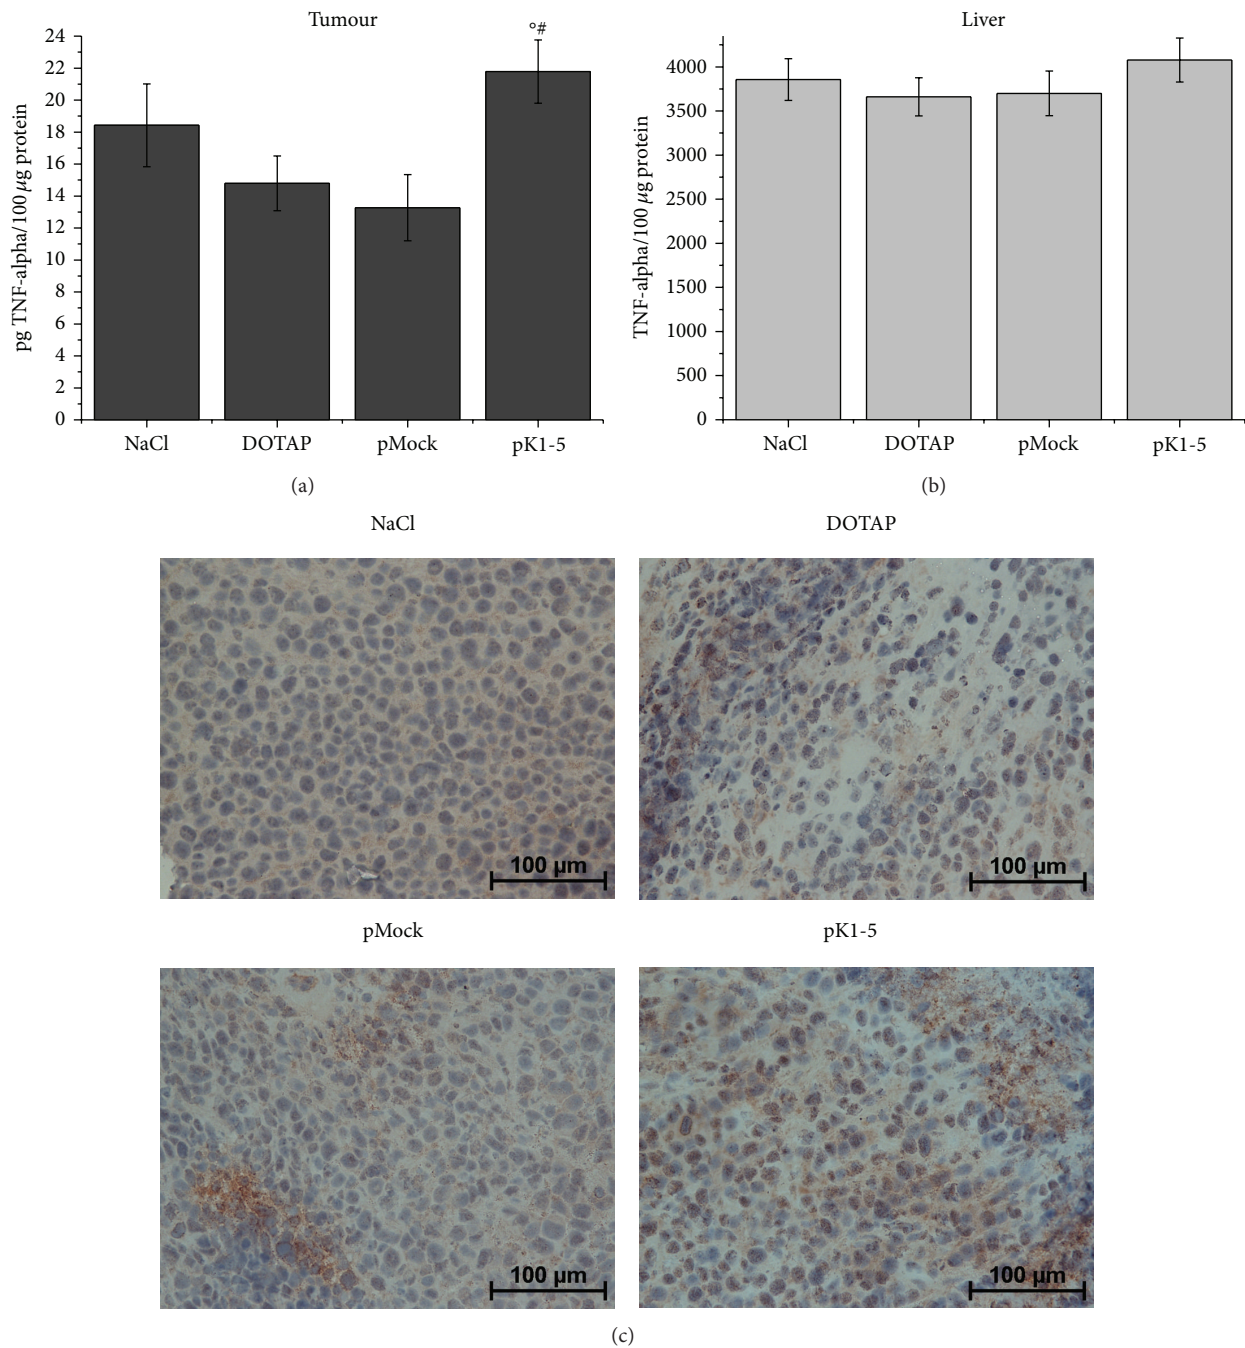 Tumour
°#
pg TNF-alpha/100 μg protein
24
22
20
18
16
14
12
10
8
6
4
2
0
NaCl DOTAP pMock pK1-5
(a)
Liver
TNF-alpha/100 μg protein
4000
3500
3000
2500
2000
1500
1000
500
0
NaCl DOTAP pMock pK1-5
(b)
NaCl DOTAP
100 μm 100 μm
pMock pK1-5
100 μm 100 μm
(c)